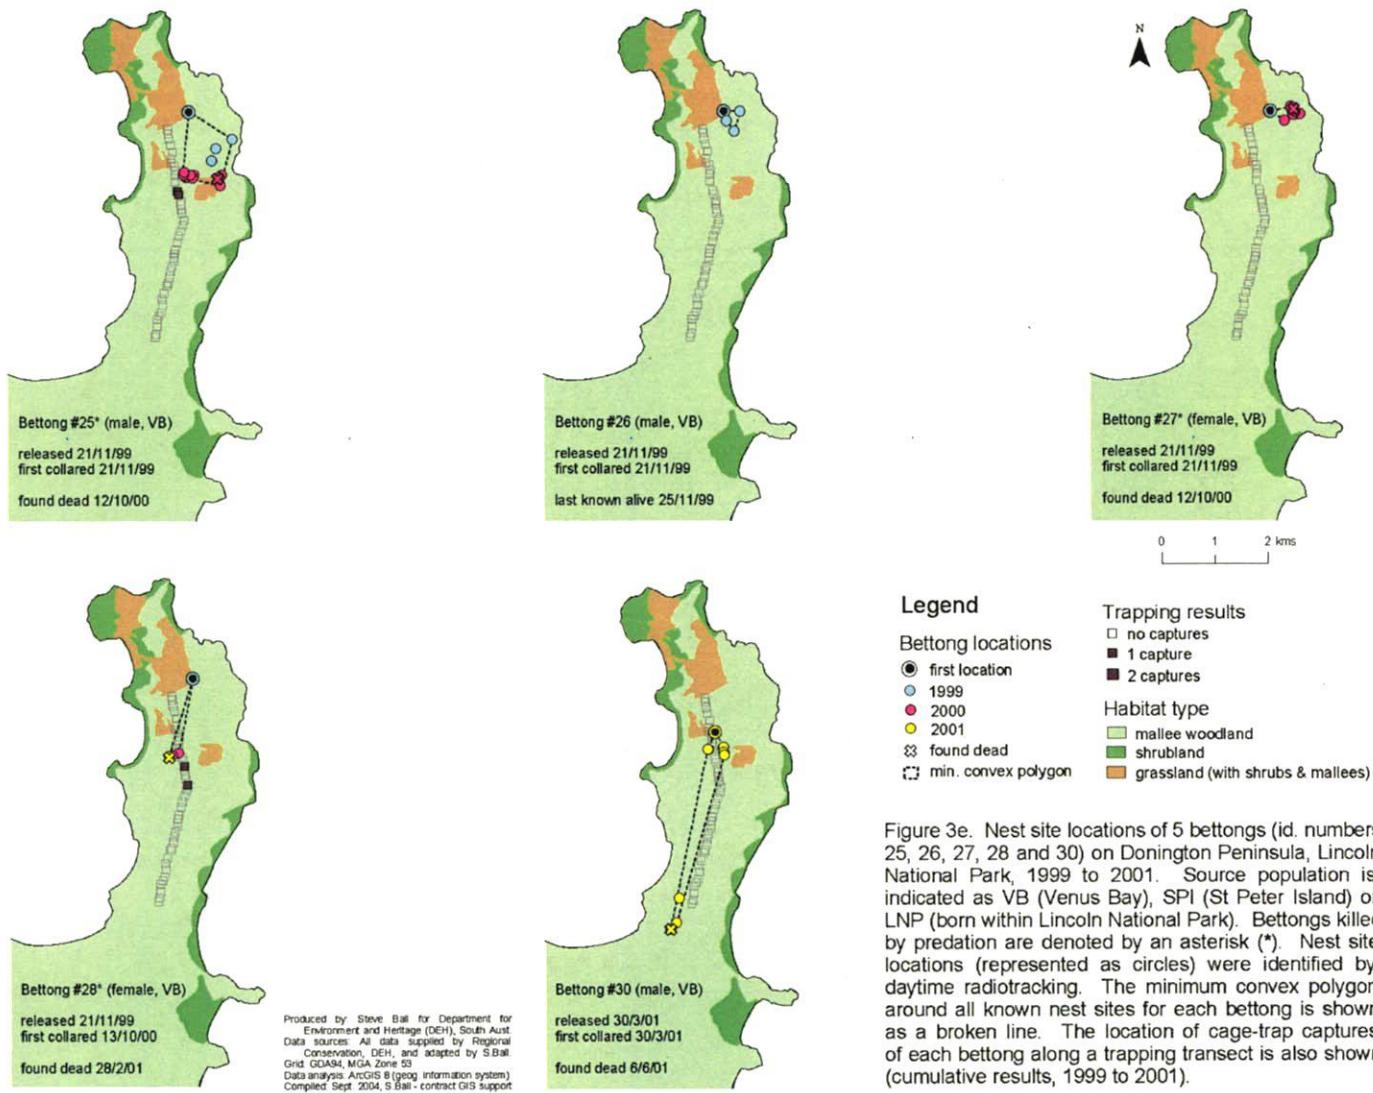 N
Bettong #25* (male, VB)
released 21/11/99
first collared 21/11/99
found dead 12/10/00
Bettong #26 (male, VB)
released 21/11/99
first collared 21/11/99
last known alive 25/11/99
Bettong #27* (female, VB)
released 21/11/99
first collared 21/11/99
found dead 12/10/00
0 1 2 kms
Bettong #28* (female, VB)
released 21/11/99
first collared 13/10/00
found dead 28/2/01
Produced by: Steve Ball for Department for
Environment and Heritage (DEH), South Aust.
Data sources: All data supplied by Regional
Conservation, DEH, and adapted by S.Ball.
Grid: GDA94, MGA Zone 53
Data analysis: ArcGIS 8 (geog. information system)
Compiled: Sept. 2004, S.Ball - contract GIS support
Bettong #30 (male, VB)
released 30/3/01
first collared 30/3/01
found dead 6/6/01
Legend
Bettong locations
first location
1999
2000
2001
found dead
min. convex polygon
Trapping results
no captures
1 capture
2 captures
Habitat type
mallee woodland
shrubland
grassland (with shrubs & mallees)
Figure 3e. Nest site locations of 5 bettongs (id. numbers
25, 26, 27, 28 and 30) on Donington Peninsula, Lincoln
National Park, 1999 to 2001. Source population is
indicated as VB (Venus Bay), SPI (St Peter Island) or
LNP (born within Lincoln National Park). Bettongs killed
by predation are denoted by an asterisk (*). Nest site
locations (represented as circles) were identified by
daytime radiotracking. The minimum convex polygon
around all known nest sites for each bettong is shown
as a broken line. The location of cage-trap captures
of each bettong along a trapping transect is also shown
(cumulative results, 1999 to 2001).